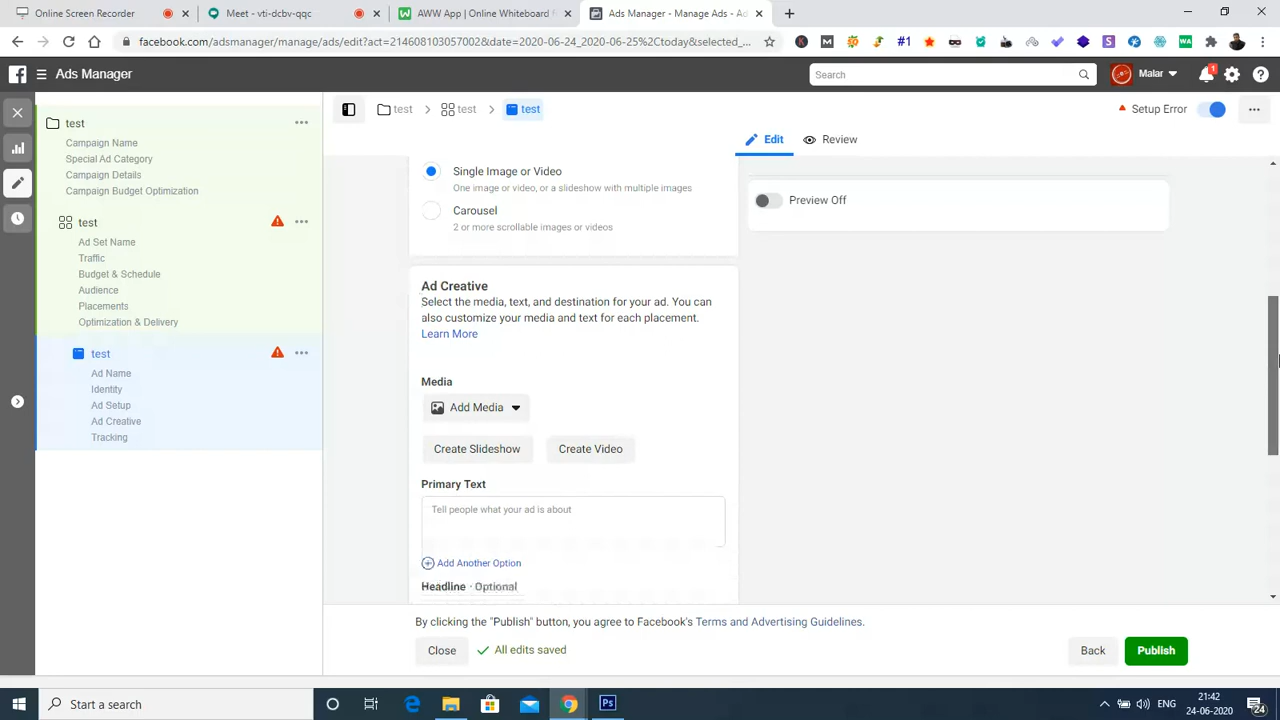 Online Screen Recorder
Meet - vti-dcbv-qqc
AWW App | Online Whiteboard f
Ads Manager - Manage Ads - Ad
facebook.com/adsmanager/manage/ads/edit?act=214608103057002&date=2020-06-24_2020-06-25%2Ctoday&selected_...
#1
Ads Manager
Search
Malar
1
test
Campaign Name
Special Ad Category
Campaign Details
Campaign Budget Optimization
test
Ad Set Name
Traffic
Budget & Schedule
Audience
Placements
Optimization & Delivery
test
Ad Name
Identity
Ad Setup
Ad Creative
Tracking
test > test > test
Setup Error
Edit
Review
Single Image or Video
One image or video, or a slideshow with multiple images
Carousel
2 or more scrollable images or videos
Preview Off
Ad Creative
Select the media, text, and destination for your ad. You can
also customize your media and text for each placement.
Learn More
Media
Add Media
Create Slideshow
Create Video
Primary Text
Tell people what your ad is about
Add Another Option
Headline · Optional
By clicking the "Publish" button, you agree to Facebook's Terms and Advertising Guidelines.
Close
All edits saved
Back
Publish
Start a search
Ps
ENG
21:42
24-06-2020
24